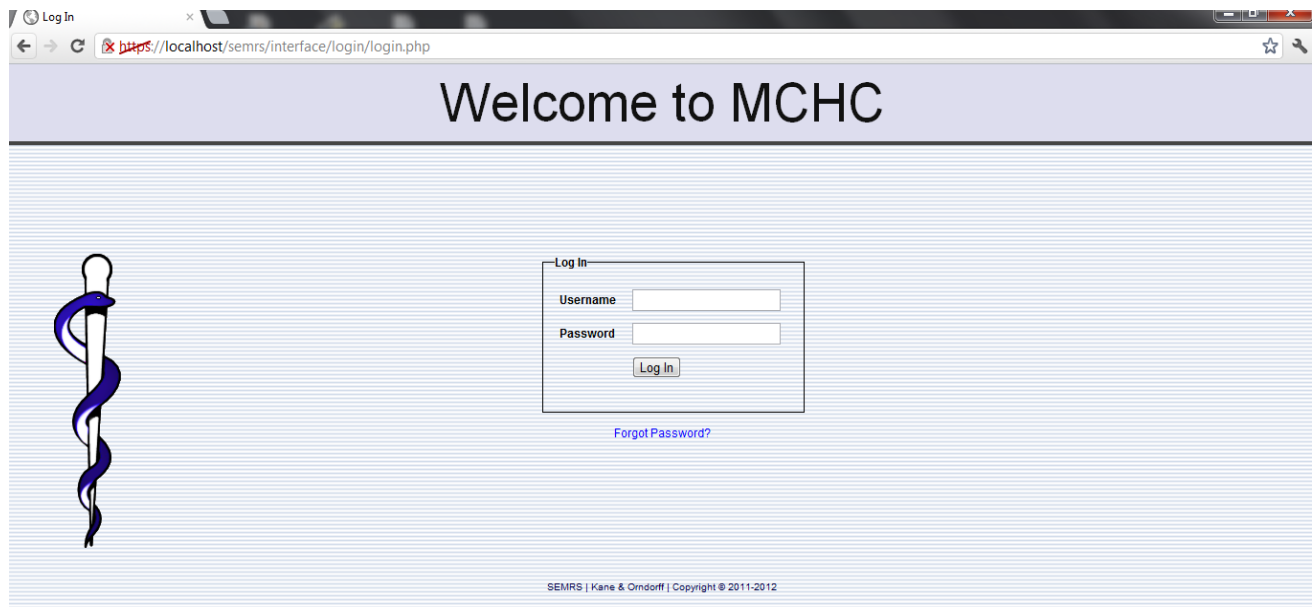 Log In
https://localhost/semrs/interface/login/login.php
Welcome to MCHC
Log In
Username
Password
Log In
Forgot Password?
SEMRS | Kane & Orndorff | Copyright © 2011-2012